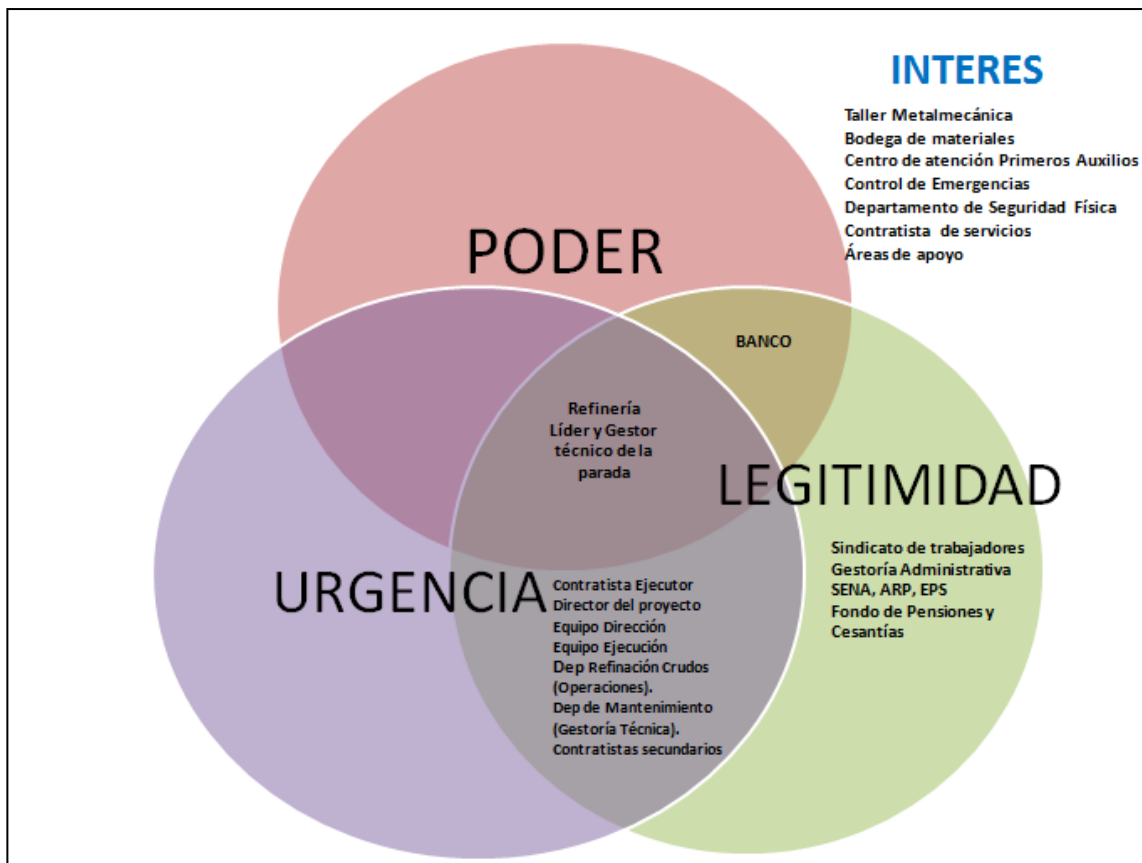 INTERES
Taller Metalmecánica
Bodega de materiales
Centro de atención Primeros Auxilios
Control de Emergencias
Departamento de Seguridad Física
Contratista de servicios
Áreas de apoyo
PODER
BANCO
Refinería
Líder y Gestor
técnico de la
parada
LEGITIMIDAD
Sindicato de trabajadores
Gestoría Administrativa
SENA, ARP, EPS
Fondo de Pensiones y
Cesantías
URGENCIA
Contratista Ejecutor
Director del proyecto
Equipo Dirección
Equipo Ejecución
Dep Refinación Crudos
(Operaciones).
Dep de Mantenimiento
(Gestoría Técnica).
Contratistas secundarios